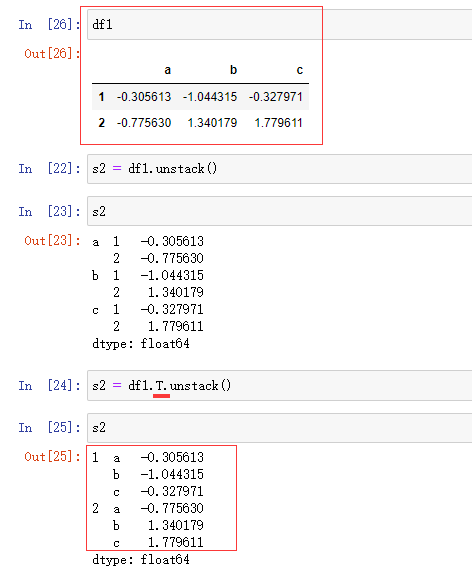 In [26]: df1
Out[26]:
a b c
1 -0.305613 -1.044315 -0.327971
2 -0.775630 1.340179 1.779611
In [22]: s2 = df1.unstack()
In [23]: s2
Out[23]: a 1 -0.305613
2 -0.775630
b 1 -1.044315
2 1.340179
c 1 -0.327971
2 1.779611
dtype: float64
In [24]: s2 = df1.T.unstack()
In [25]: s2
Out[25]: 1 a -0.305613
b -1.044315
c -0.327971
2 a -0.775630
b 1.340179
c 1.779611
dtype: float64